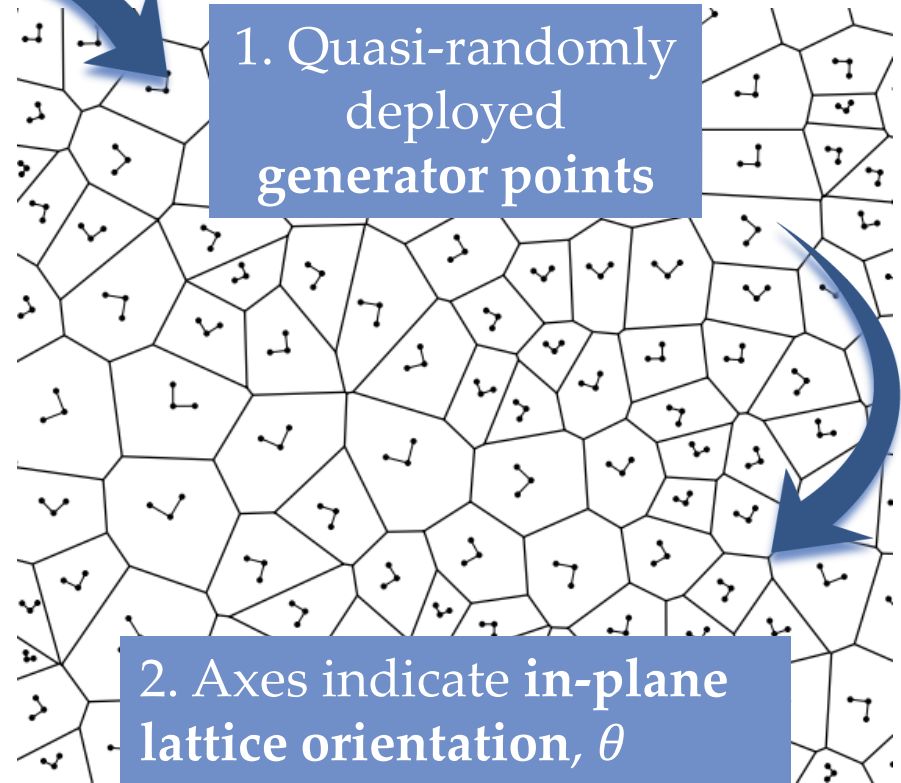 1. Quasi-randomly
deployed
generator points
2. Axes indicate in-plane
lattice orientation, θ